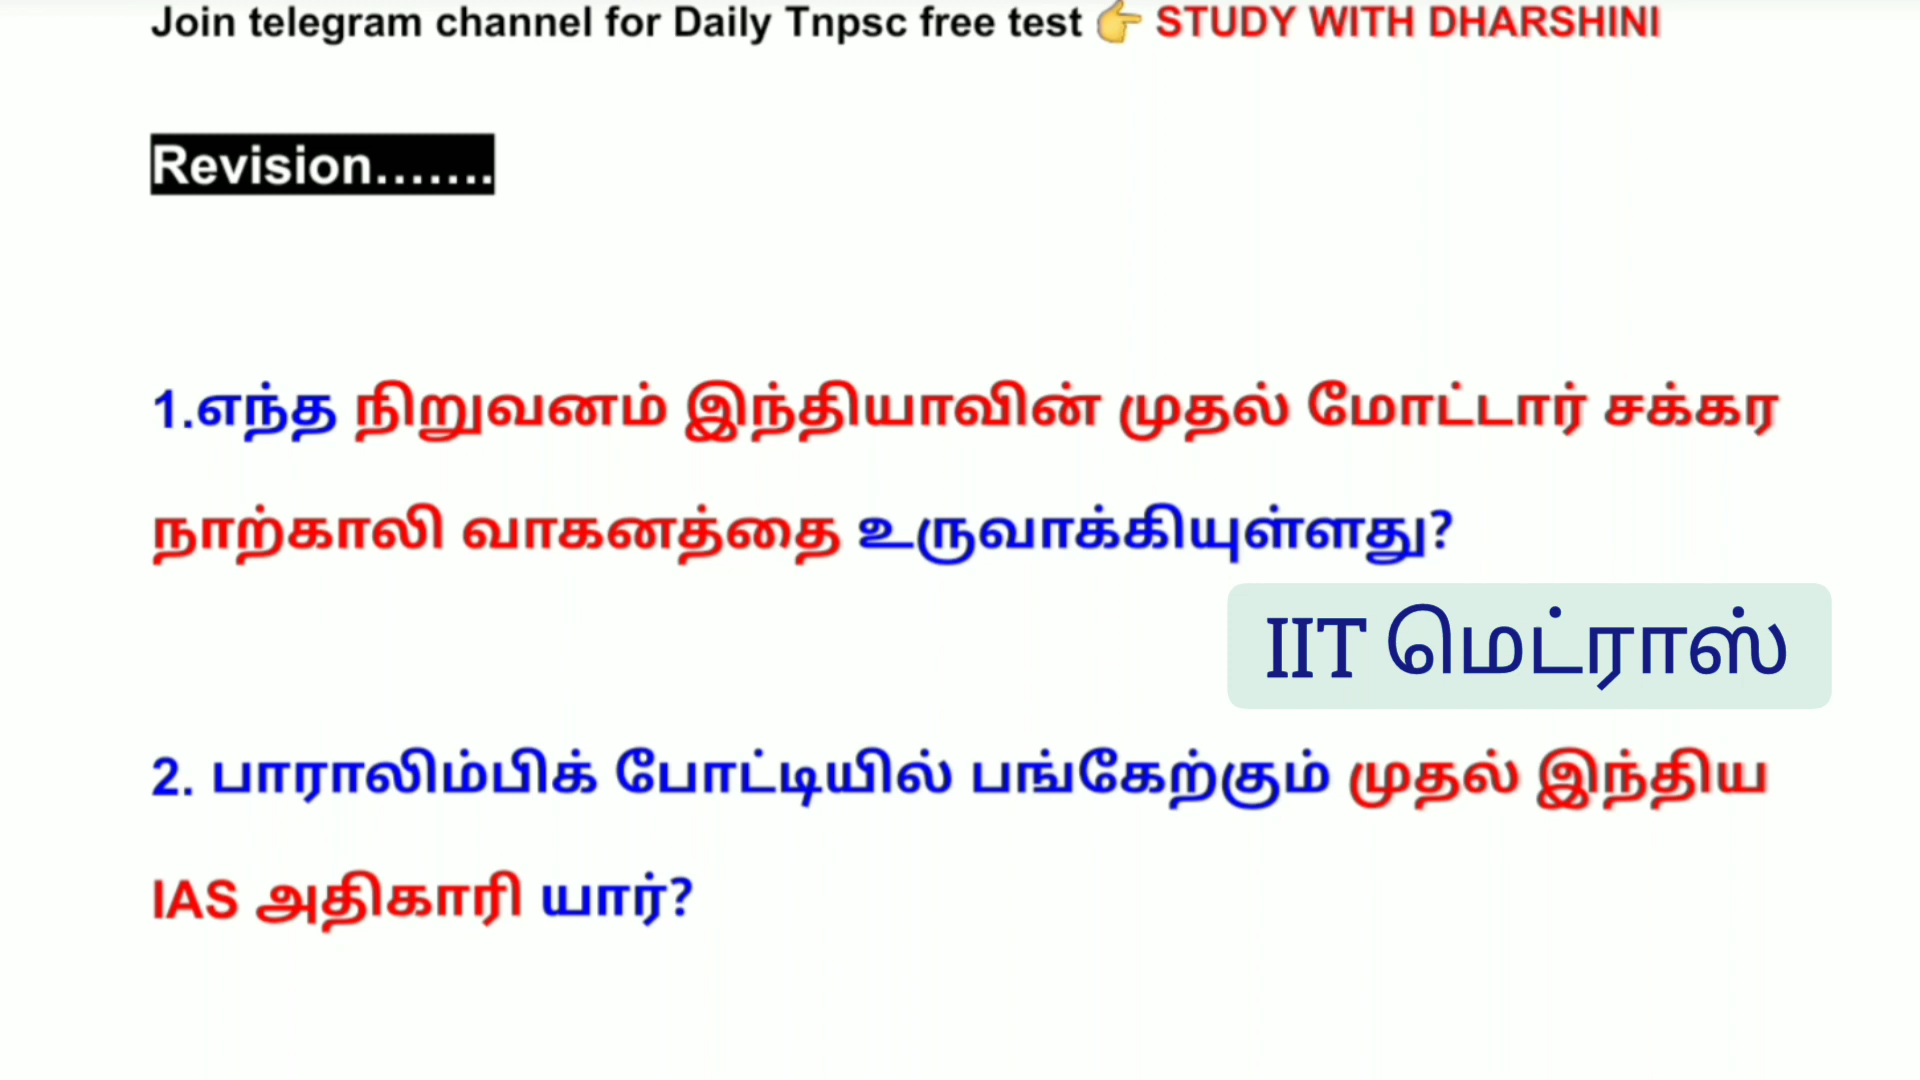 Join telegram channel for Daily Tnpsc free test 👉 STUDY WITH DHARSHINI
Revision.......
1.எந்த நிறுவனம் இந்தியாவின் முதல் மோட்டார் சக்கர
நாற்காலி வாகனத்தை உருவாக்கியுள்ளது?
IIT மெட்ராஸ்
2. பாராலிம்பிக் போட்டியில் பங்கேற்கும் முதல் இந்திய
IAS அதிகாரி யார்?